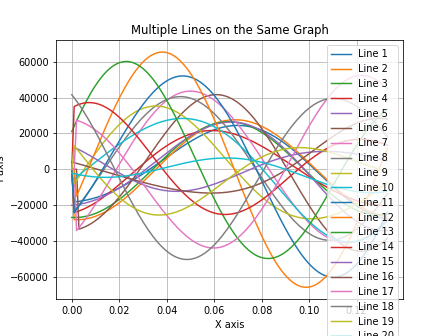 Multiple Lines on the Same Graph
60000
40000
20000
0
−20000
−40000
−60000
0.00
0.02
0.04
0.06
0.08
0.10
X axis
Line 1
Line 2
Line 3
Line 4
Line 5
Line 6
Line 7
Line 8
Line 9
Line 10
Line 11
Line 12
Line 13
Line 14
Line 15
Line 16
Line 17
Line 18
Line 19
Line 20